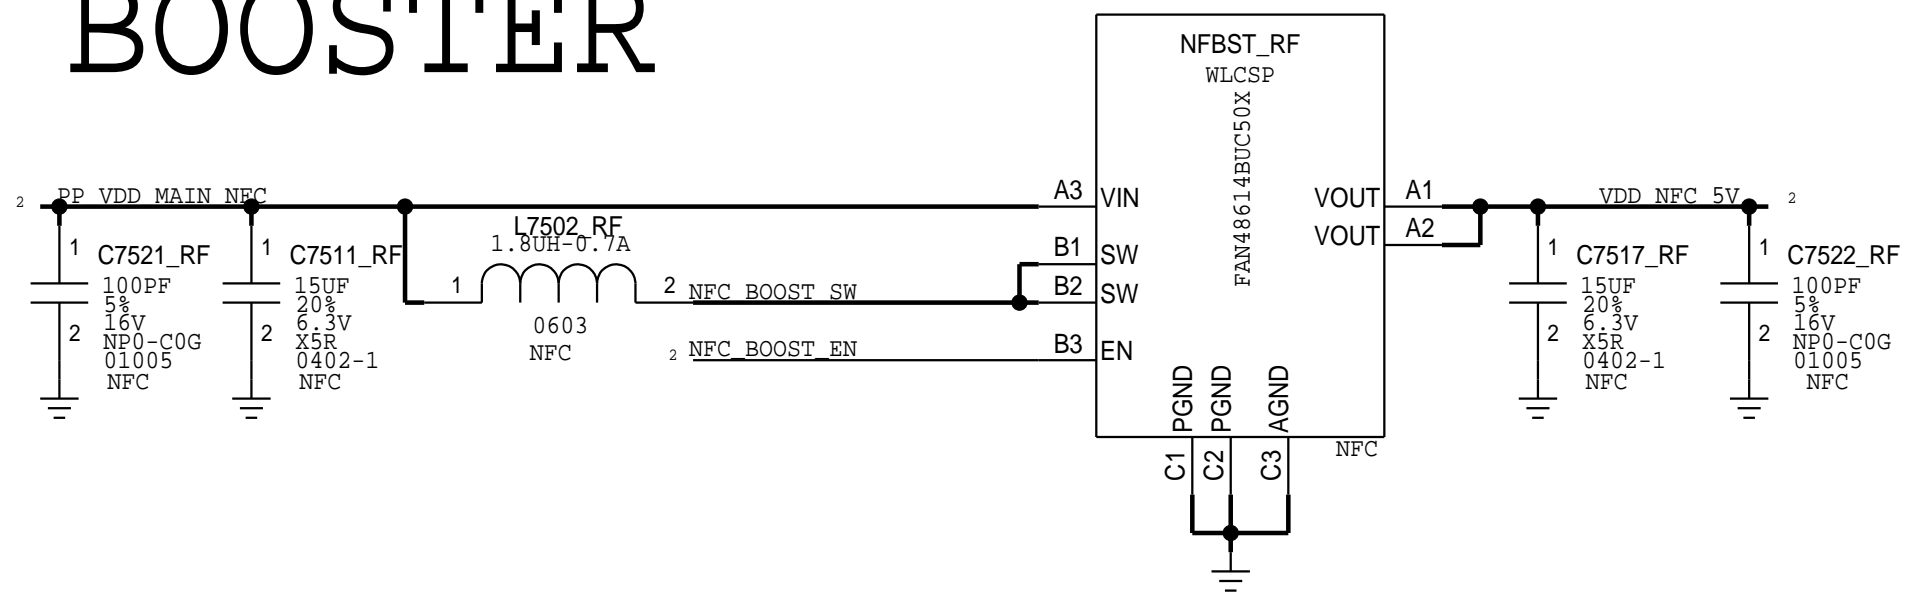 BOOSTER
NFBST_RF
WLCSP
FAN48614BUC50X
2
PP_VDD_MAIN_NFC
A3
VIN
VOUT
A1
VDD_NFC_5V
2
VOUT
A2
L7502_RF
1.8UH-0.7A
1
2
0603
NFC
NFC_BOOST_SW
B1
SW
B2
SW
2
NFC_BOOST_EN
B3
EN
1
C7521_RF
100PF
5%
16V
2
NP0-C0G
01005
NFC
1
C7511_RF
15UF
20%
6.3V
2
X5R
0402-1
NFC
1
C7517_RF
15UF
20%
6.3V
2
X5R
0402-1
NFC
1
C7522_RF
100PF
5%
16V
2
NP0-C0G
01005
NFC
PGND
PGND
AGND
C1
C2
C3
NFC